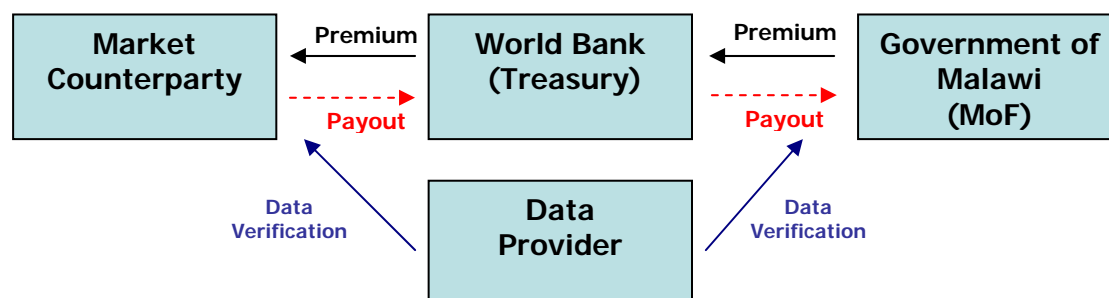 Market
Counterparty
Premium
Payout
World Bank
(Treasury)
Premium
Payout
Government of
Malawi
(MoF)
Data
Verification
Data
Provider
Data
Verification